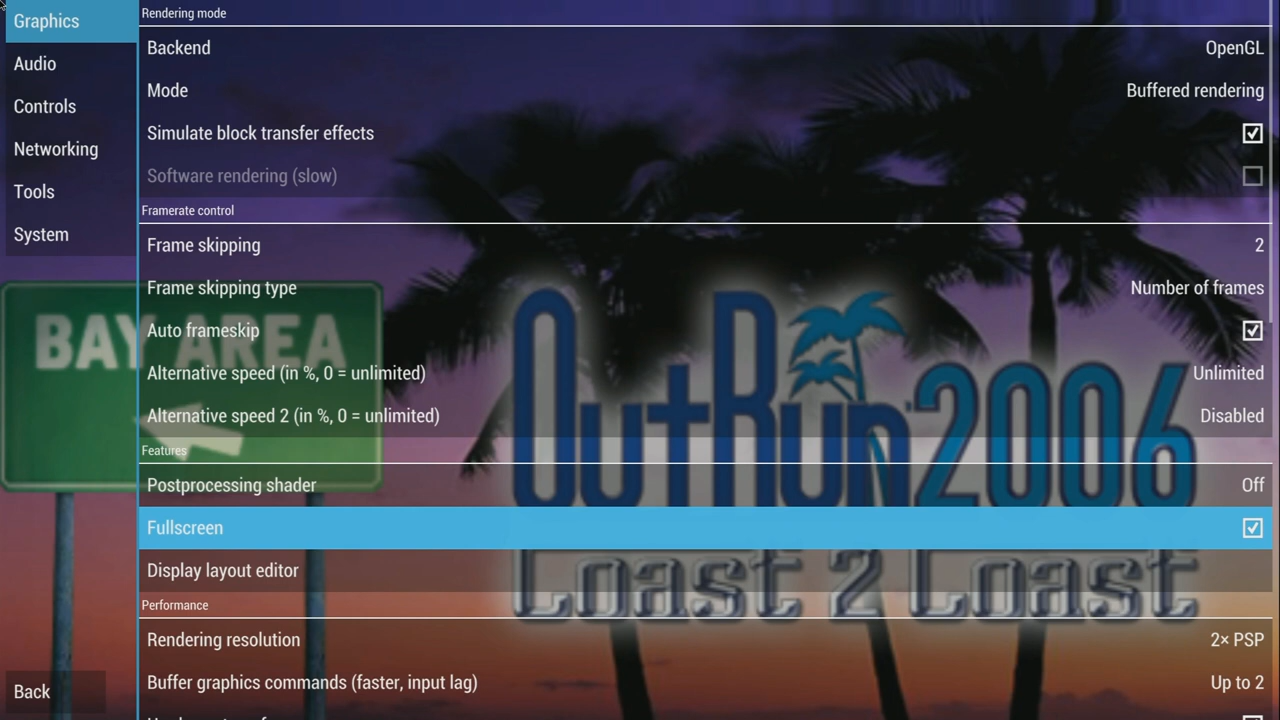 Graphics
Audio
Controls
Networking
Tools
System
Back
Rendering mode
Backend OpenGL
Mode Buffered rendering
Simulate block transfer effects
Software rendering (slow)
Framerate control
Frame skipping 2
Frame skipping type Number of frames
Auto frameskip
Alternative speed (in %, 0 = unlimited) Unlimited
Alternative speed 2 (in %, 0 = unlimited) Disabled
Features
Postprocessing shader Off
Fullscreen
Display layout editor
Performance
Rendering resolution 2× PSP
Buffer graphics commands (faster, input lag) Up to 2
BAY AREA
OutRun 2006
Coast 2 Coast